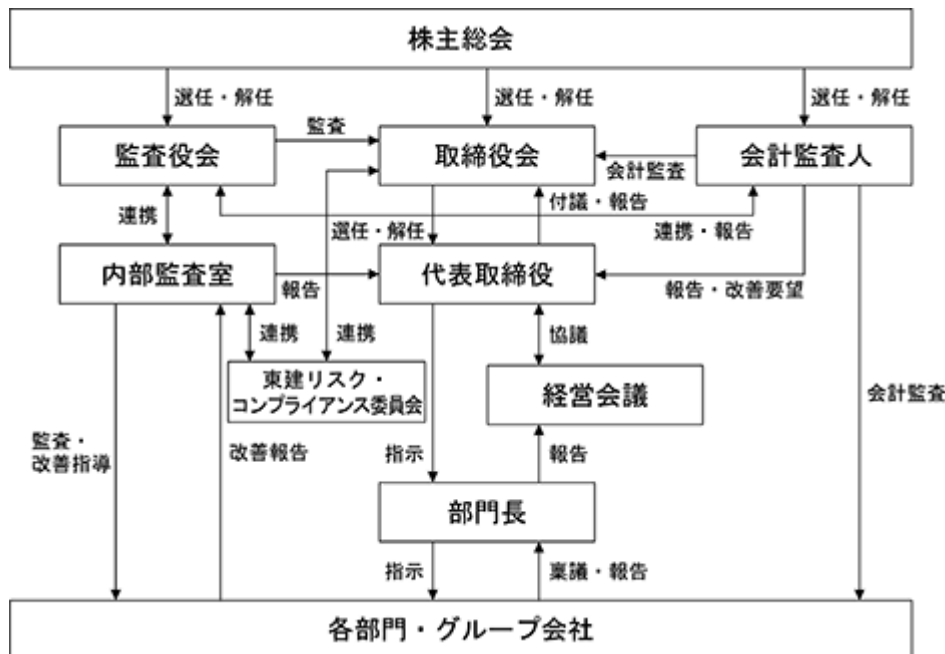 株主総会
選任・解任
選任・解任
選任・解任
監査役会
監査
取締役会
会計監査
会計監査人
連携
選任・解任
付議・報告
連携・報告
内部監査室
報告
代表取締役
報告・改善要望
連携
連携
協議
東建リスク・
コンプライアンス委員会
経営会議
会計監査
監査・
改善指導
改善報告
指示
報告
部門長
指示
稟議・報告
各部門・グループ会社